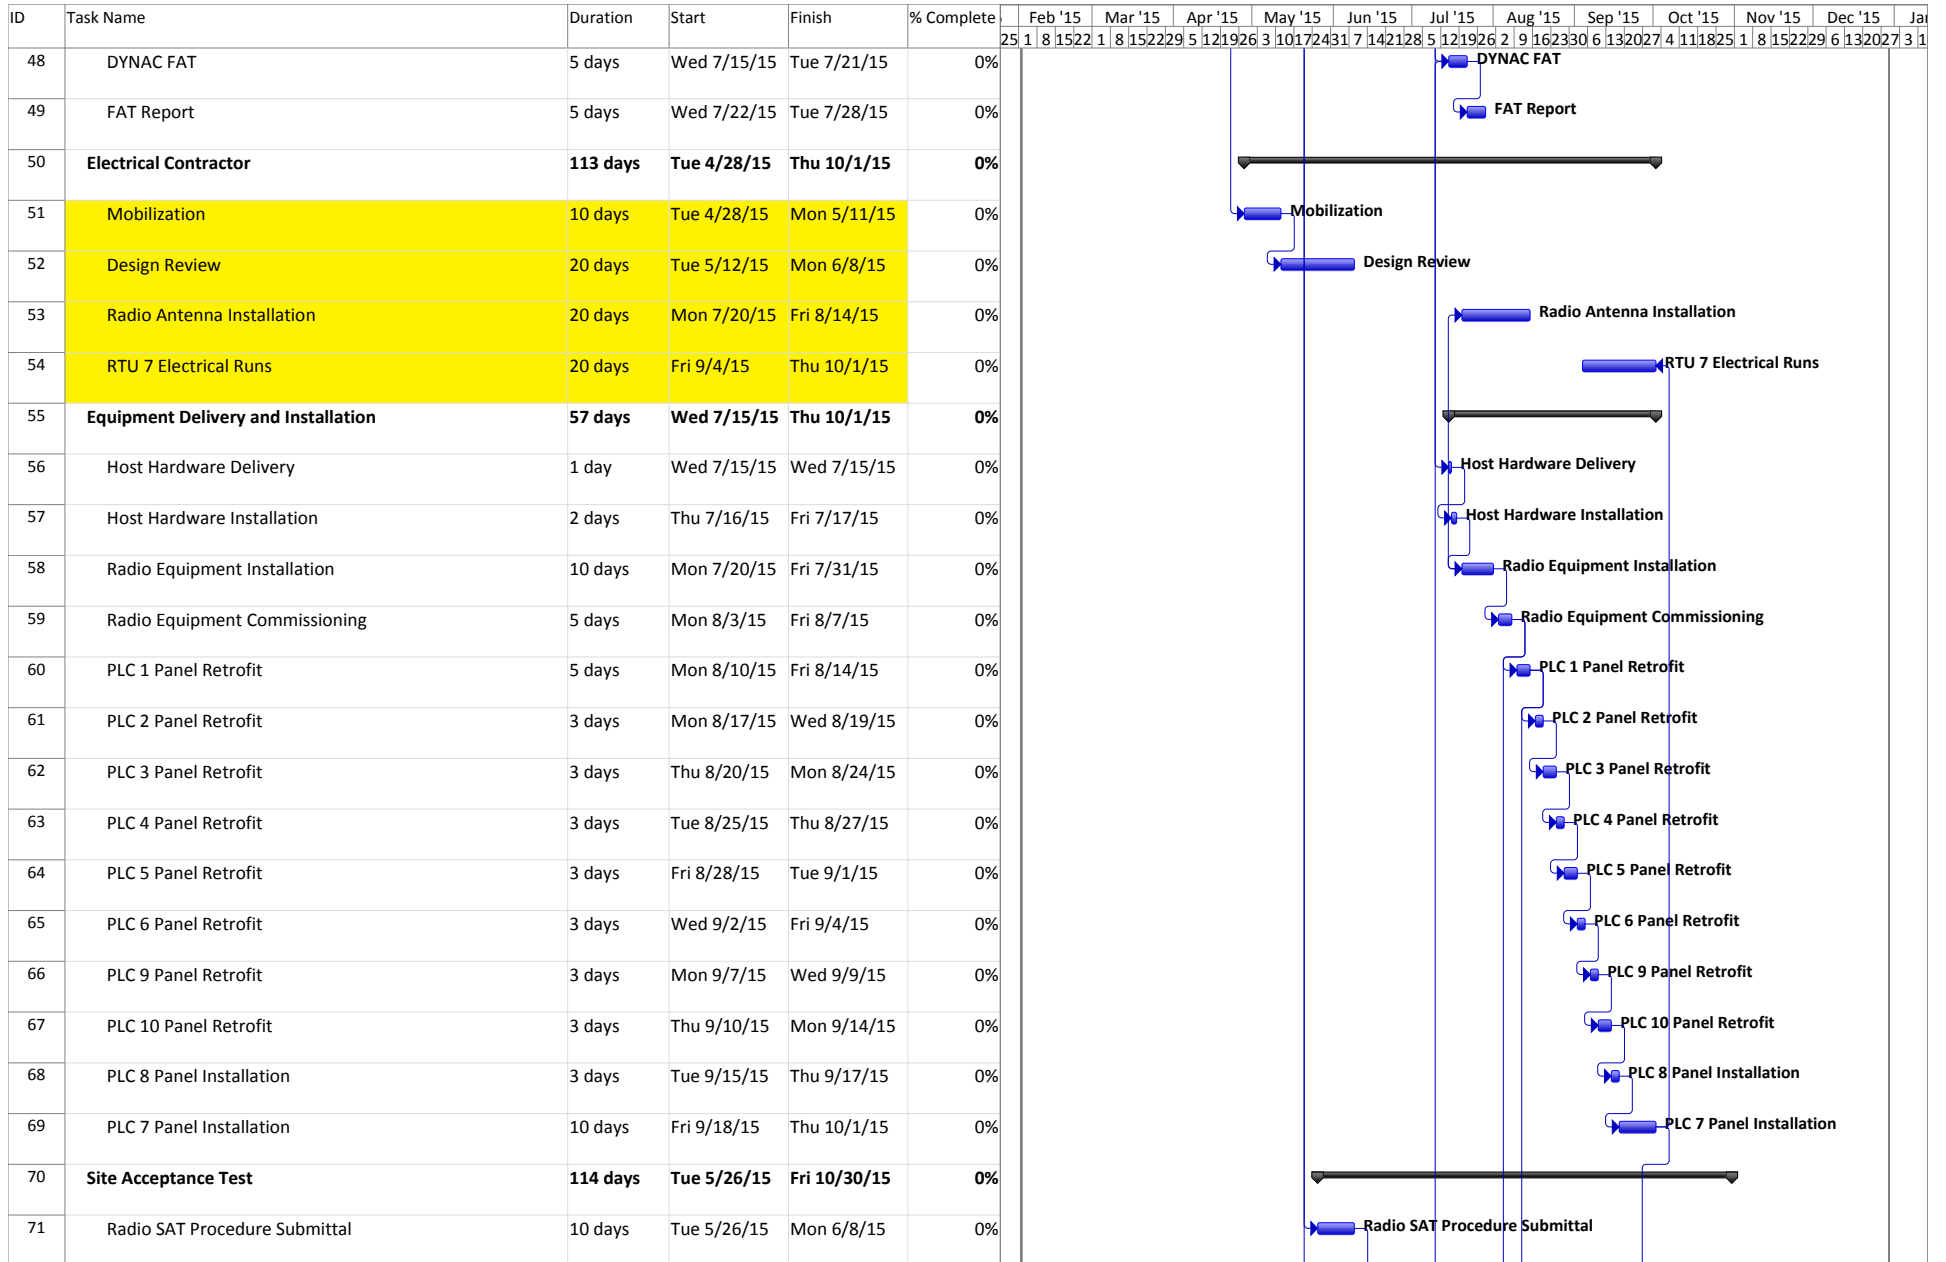 ID Task Name Duration Start Finish % Complete Feb '15 Mar '15 Apr '15 May '15 Jun '15 Jul '15 Aug '15 Sep '15 Oct '15 Nov '15 Dec '15
25 1 8 15 22 1 8 15 22 29 5 12 19 26 3 10 17 24 31 7 14 21 28 5 12 19 26 2 9 16 23 30 6 13 20 27 4 11 18 25 1 8 15 22 29 6 13 20 27 3
48 DYNAC FAT 5 days Wed 7/15/15 Tue 7/21/15 0% DYNAC FAT
49 FAT Report 5 days Wed 7/22/15 Tue 7/28/15 0% FAT Report
50 Electrical Contractor 113 days Tue 4/28/15 Thu 10/1/15 0%
51 Mobilization 10 days Tue 4/28/15 Mon 5/11/15 0% Mobilization
52 Design Review 20 days Tue 5/12/15 Mon 6/8/15 0% Design Review
53 Radio Antenna Installation 20 days Mon 7/20/15 Fri 8/14/15 0% Radio Antenna Installation
54 RTU 7 Electrical Runs 20 days Fri 9/4/15 Thu 10/1/15 0% RTU 7 Electrical Runs
55 Equipment Delivery and Installation 57 days Wed 7/15/15 Thu 10/1/15 0%
56 Host Hardware Delivery 1 day Wed 7/15/15 Wed 7/15/15 0% Host Hardware Delivery
57 Host Hardware Installation 2 days Thu 7/16/15 Fri 7/17/15 0% Host Hardware Installation
58 Radio Equipment Installation 10 days Mon 7/20/15 Fri 7/31/15 0% Radio Equipment Installation
59 Radio Equipment Commissioning 5 days Mon 8/3/15 Fri 8/7/15 0% Radio Equipment Commissioning
60 PLC 1 Panel Retrofit 5 days Mon 8/10/15 Fri 8/14/15 0% PLC 1 Panel Retrofit
61 PLC 2 Panel Retrofit 3 days Mon 8/17/15 Wed 8/19/15 0% PLC 2 Panel Retrofit
62 PLC 3 Panel Retrofit 3 days Thu 8/20/15 Mon 8/24/15 0% PLC 3 Panel Retrofit
63 PLC 4 Panel Retrofit 3 days Tue 8/25/15 Thu 8/27/15 0% PLC 4 Panel Retrofit
64 PLC 5 Panel Retrofit 3 days Fri 8/28/15 Tue 9/1/15 0% PLC 5 Panel Retrofit
65 PLC 6 Panel Retrofit 3 days Wed 9/2/15 Fri 9/4/15 0% PLC 6 Panel Retrofit
66 PLC 9 Panel Retrofit 3 days Mon 9/7/15 Wed 9/9/15 0% PLC 9 Panel Retrofit
67 PLC 10 Panel Retrofit 3 days Thu 9/10/15 Mon 9/14/15 0% PLC 10 Panel Retrofit
68 PLC 8 Panel Installation 3 days Tue 9/15/15 Thu 9/17/15 0% PLC 8 Panel Installation
69 PLC 7 Panel Installation 10 days Fri 9/18/15 Thu 10/1/15 0% PLC 7 Panel Installation
70 Site Acceptance Test 114 days Tue 5/26/15 Fri 10/30/15 0%
71 Radio SAT Procedure Submittal 10 days Tue 5/26/15 Mon 6/8/15 0% Radio SAT Procedure Submittal